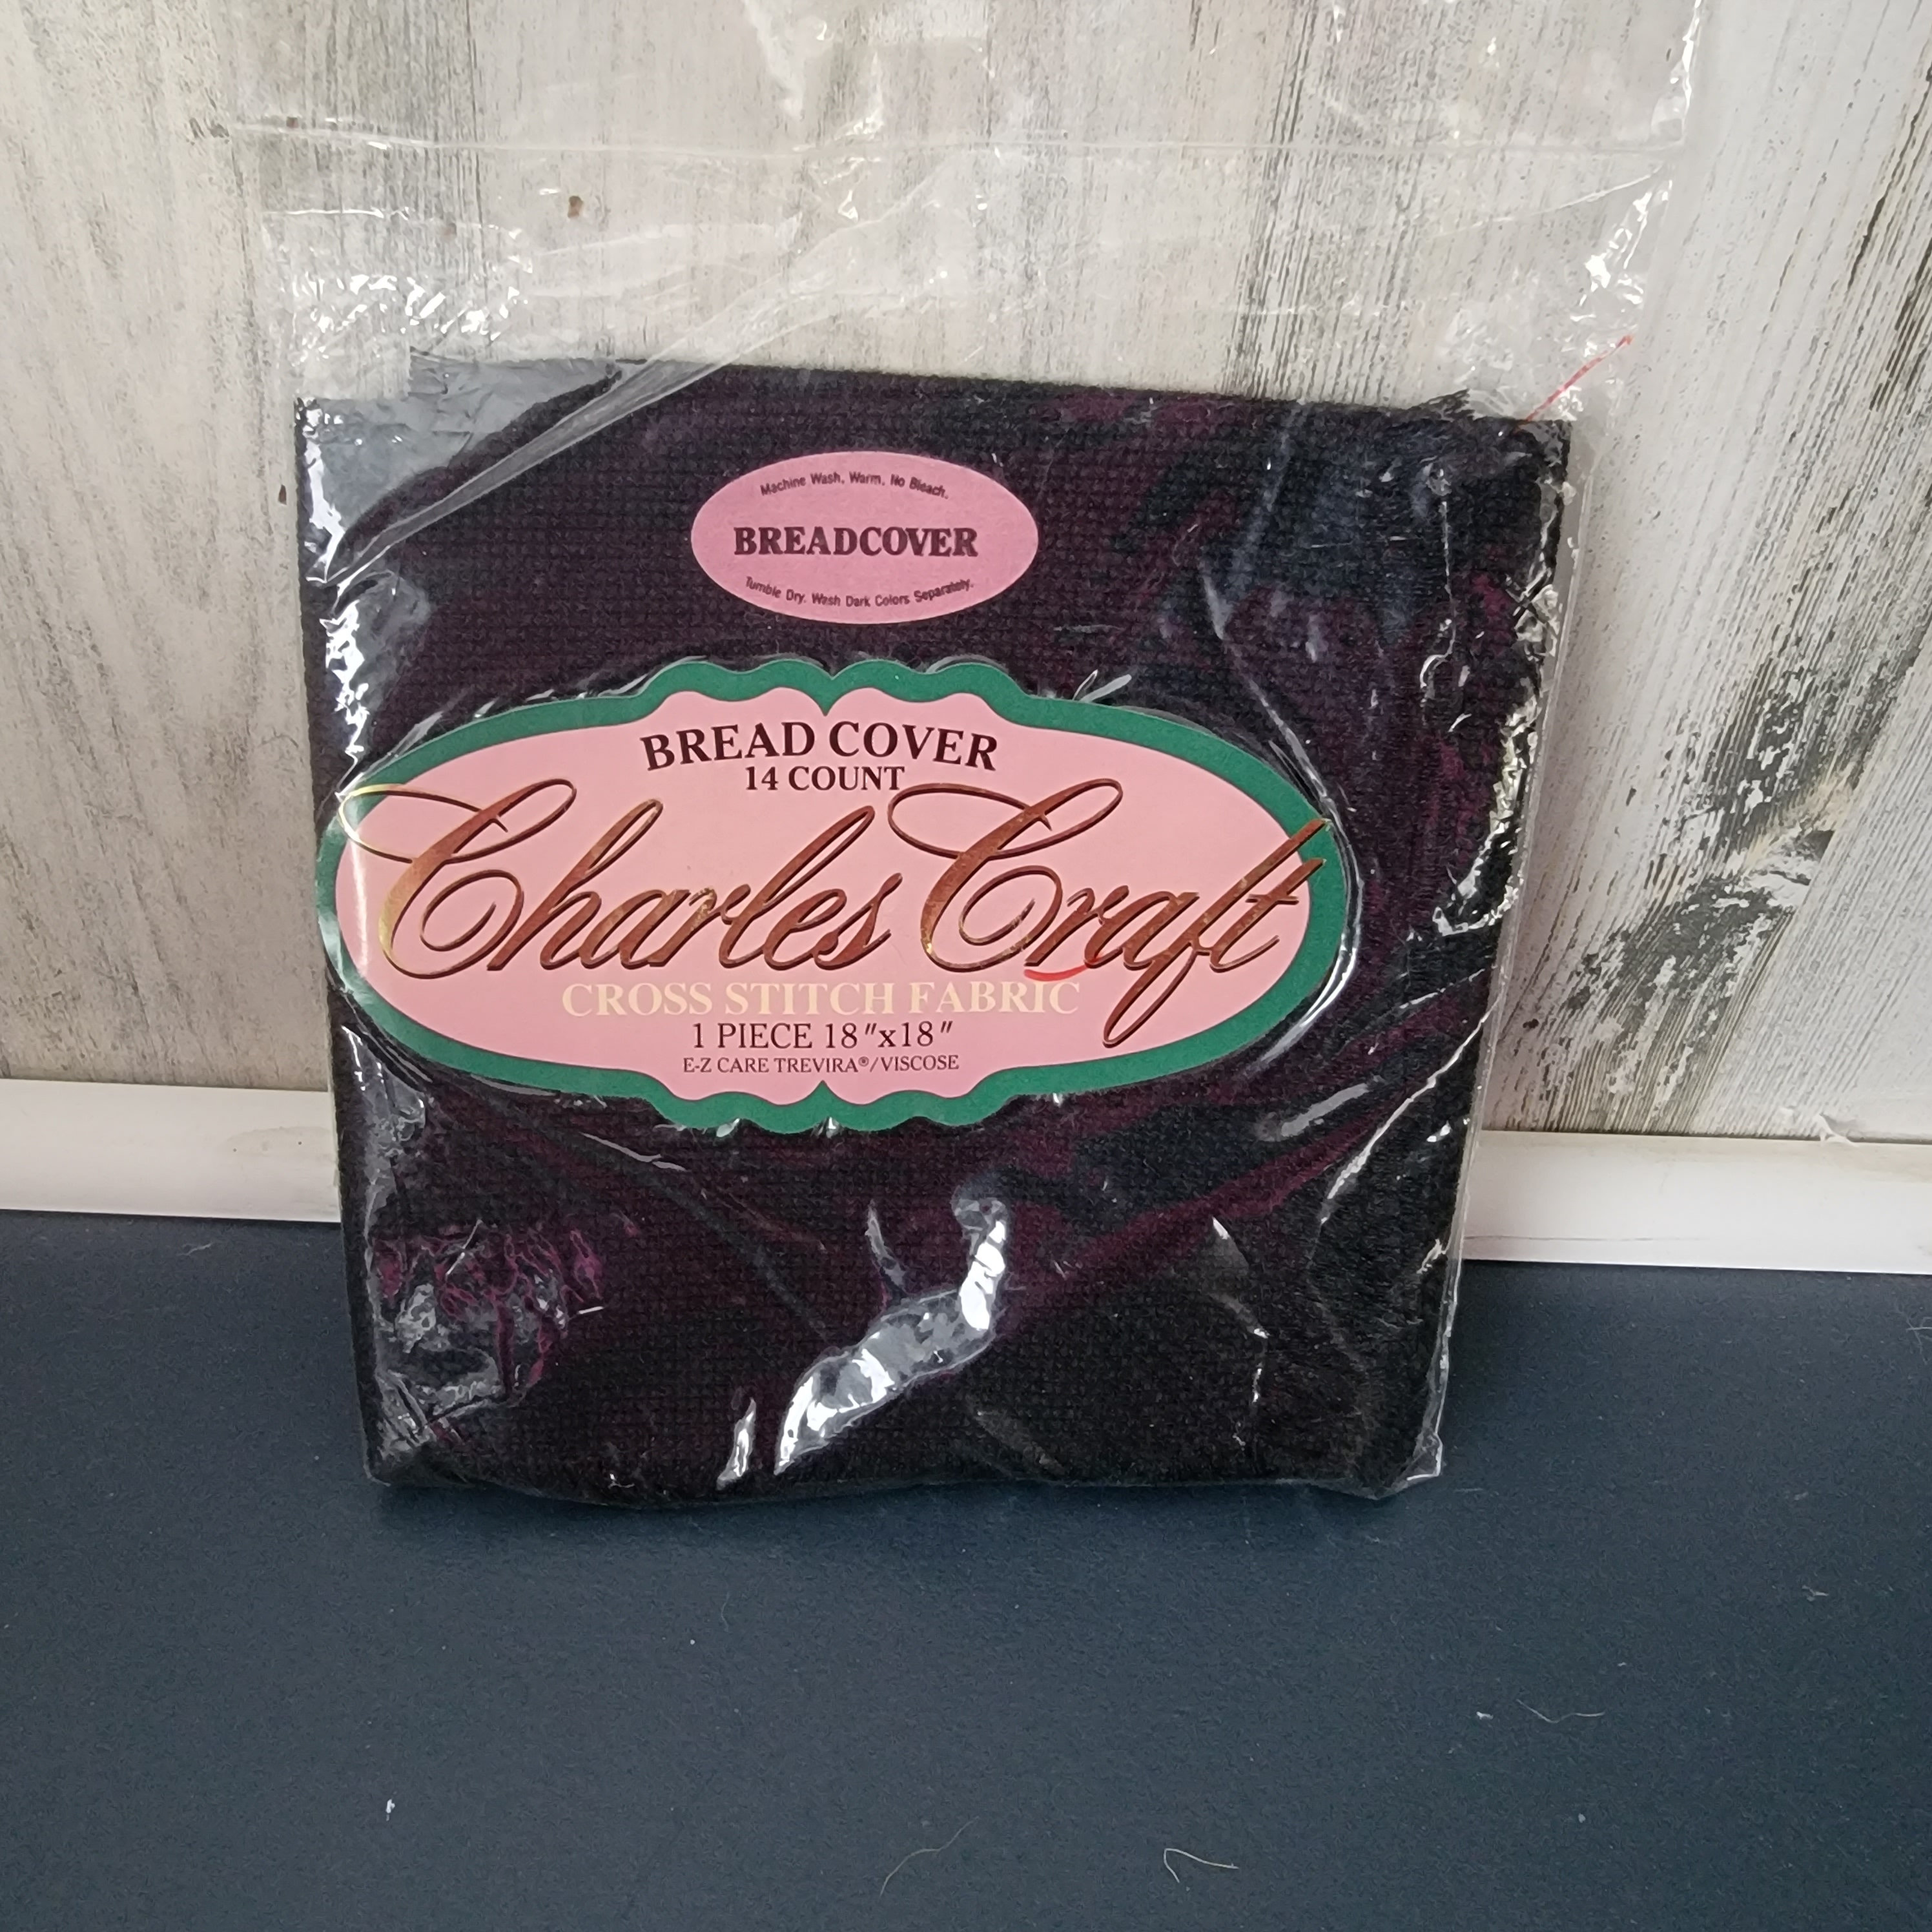 Machine Wash, Warm, No Bleach.
BREADCOVER
Tumble Dry. Wash Dark Colors Separately.
BREAD COVER
14 COUNT
Charles Craft
CROSS STITCH FABRIC
1 PIECE 18"x18"
E-Z CARE TREVIRA®/VISCOSE